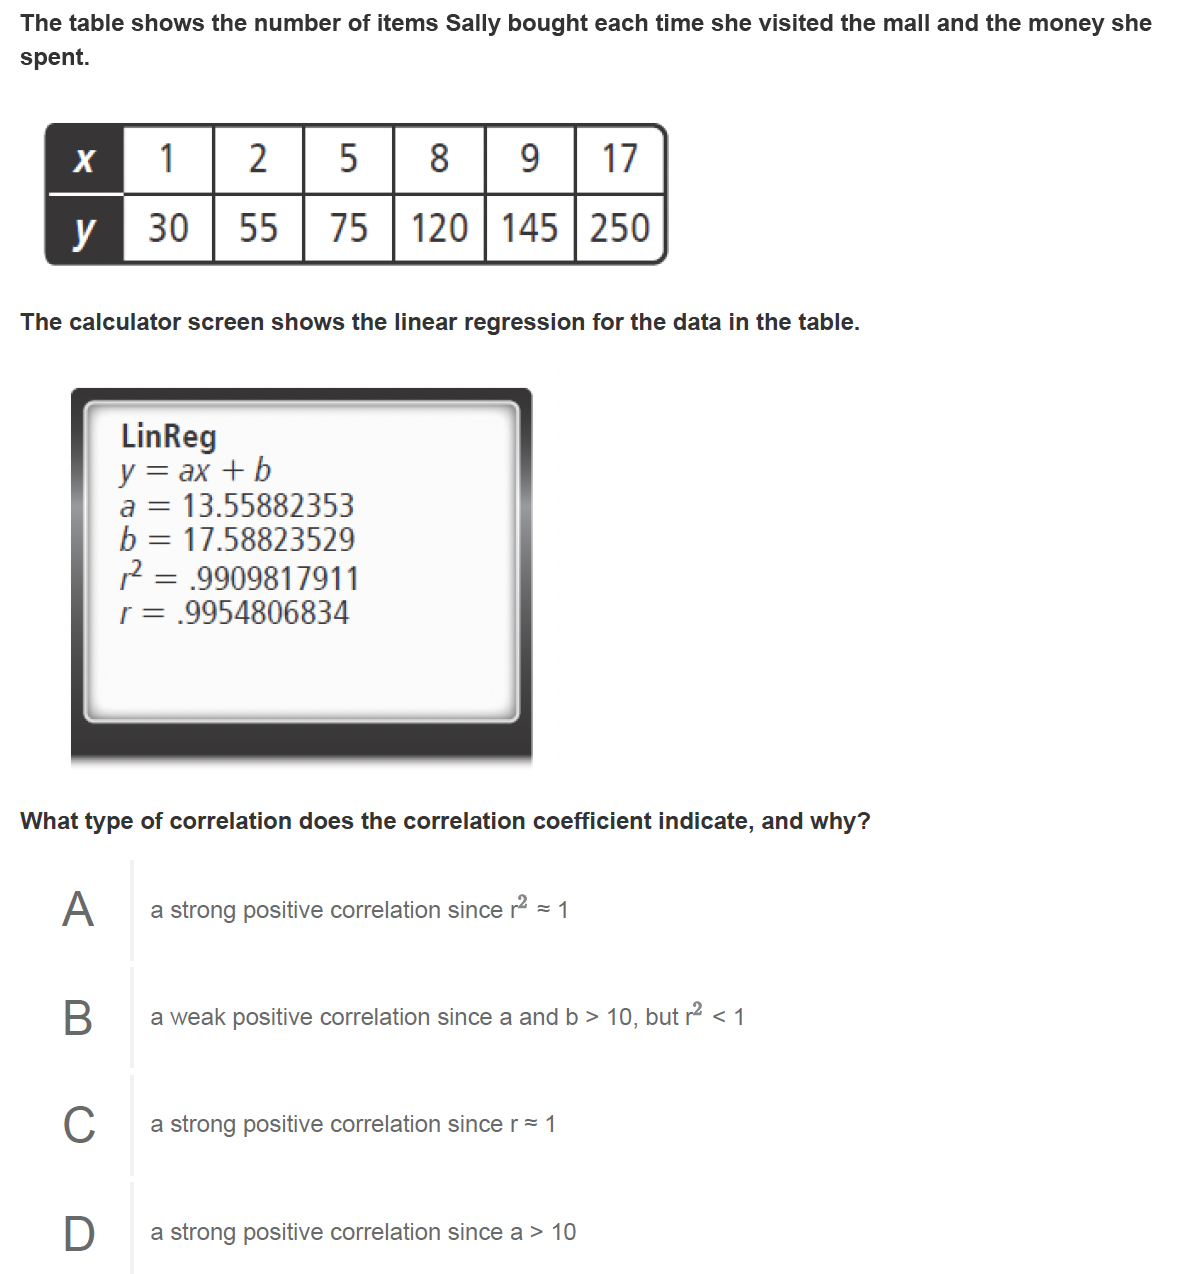 The table shows the number of items Sally bought each time she visited the mall and the money she
spent.
x 1 2 5 8 9 17
y 30 55 75 120 145 250
The calculator screen shows the linear regression for the data in the table.
LinReg
y = ax + b
a = 13.55882353
b = 17.58823529
r² = .9909817911
r = .9954806834
What type of correlation does the correlation coefficient indicate, and why?
A a strong positive correlation since r² ≈ 1
B a weak positive correlation since a and b > 10, but r² < 1
C a strong positive correlation since r ≈ 1
D a strong positive correlation since a > 10